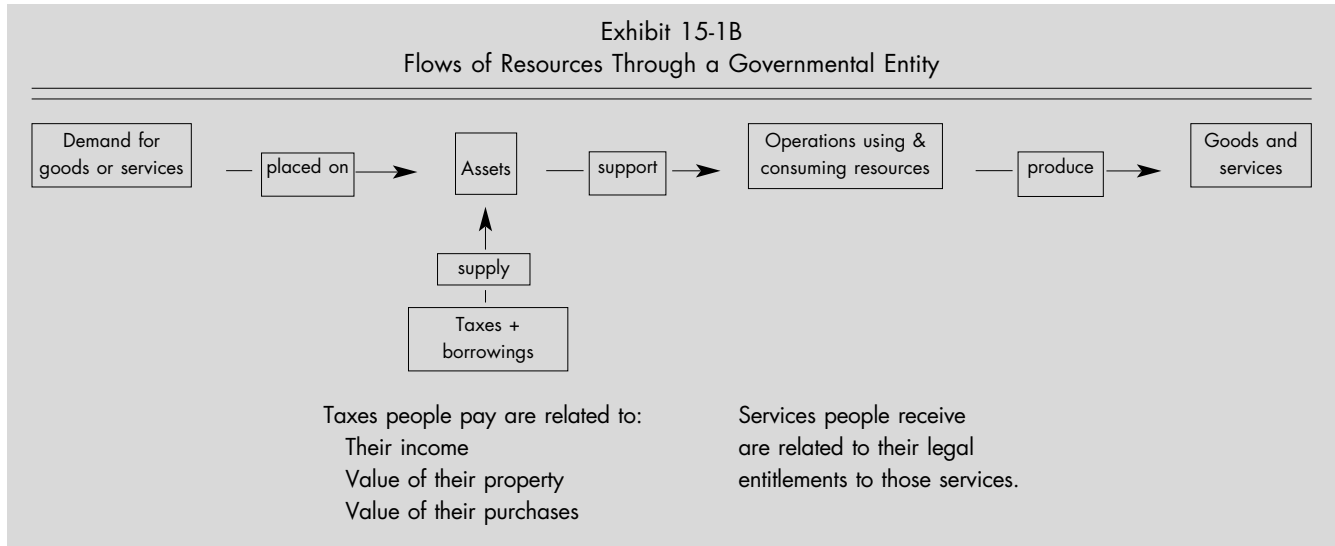 Exhibit 15-1B
Flows of Resources Through a Governmental Entity
Demand for
goods or services
placed on
Assets
support
Operations using &
consuming resources
produce
Goods and
services
supply
Taxes +
borrowings
Taxes people pay are related to:
Their income
Value of their property
Value of their purchases
Services people receive
are related to their legal
entitlements to those services.